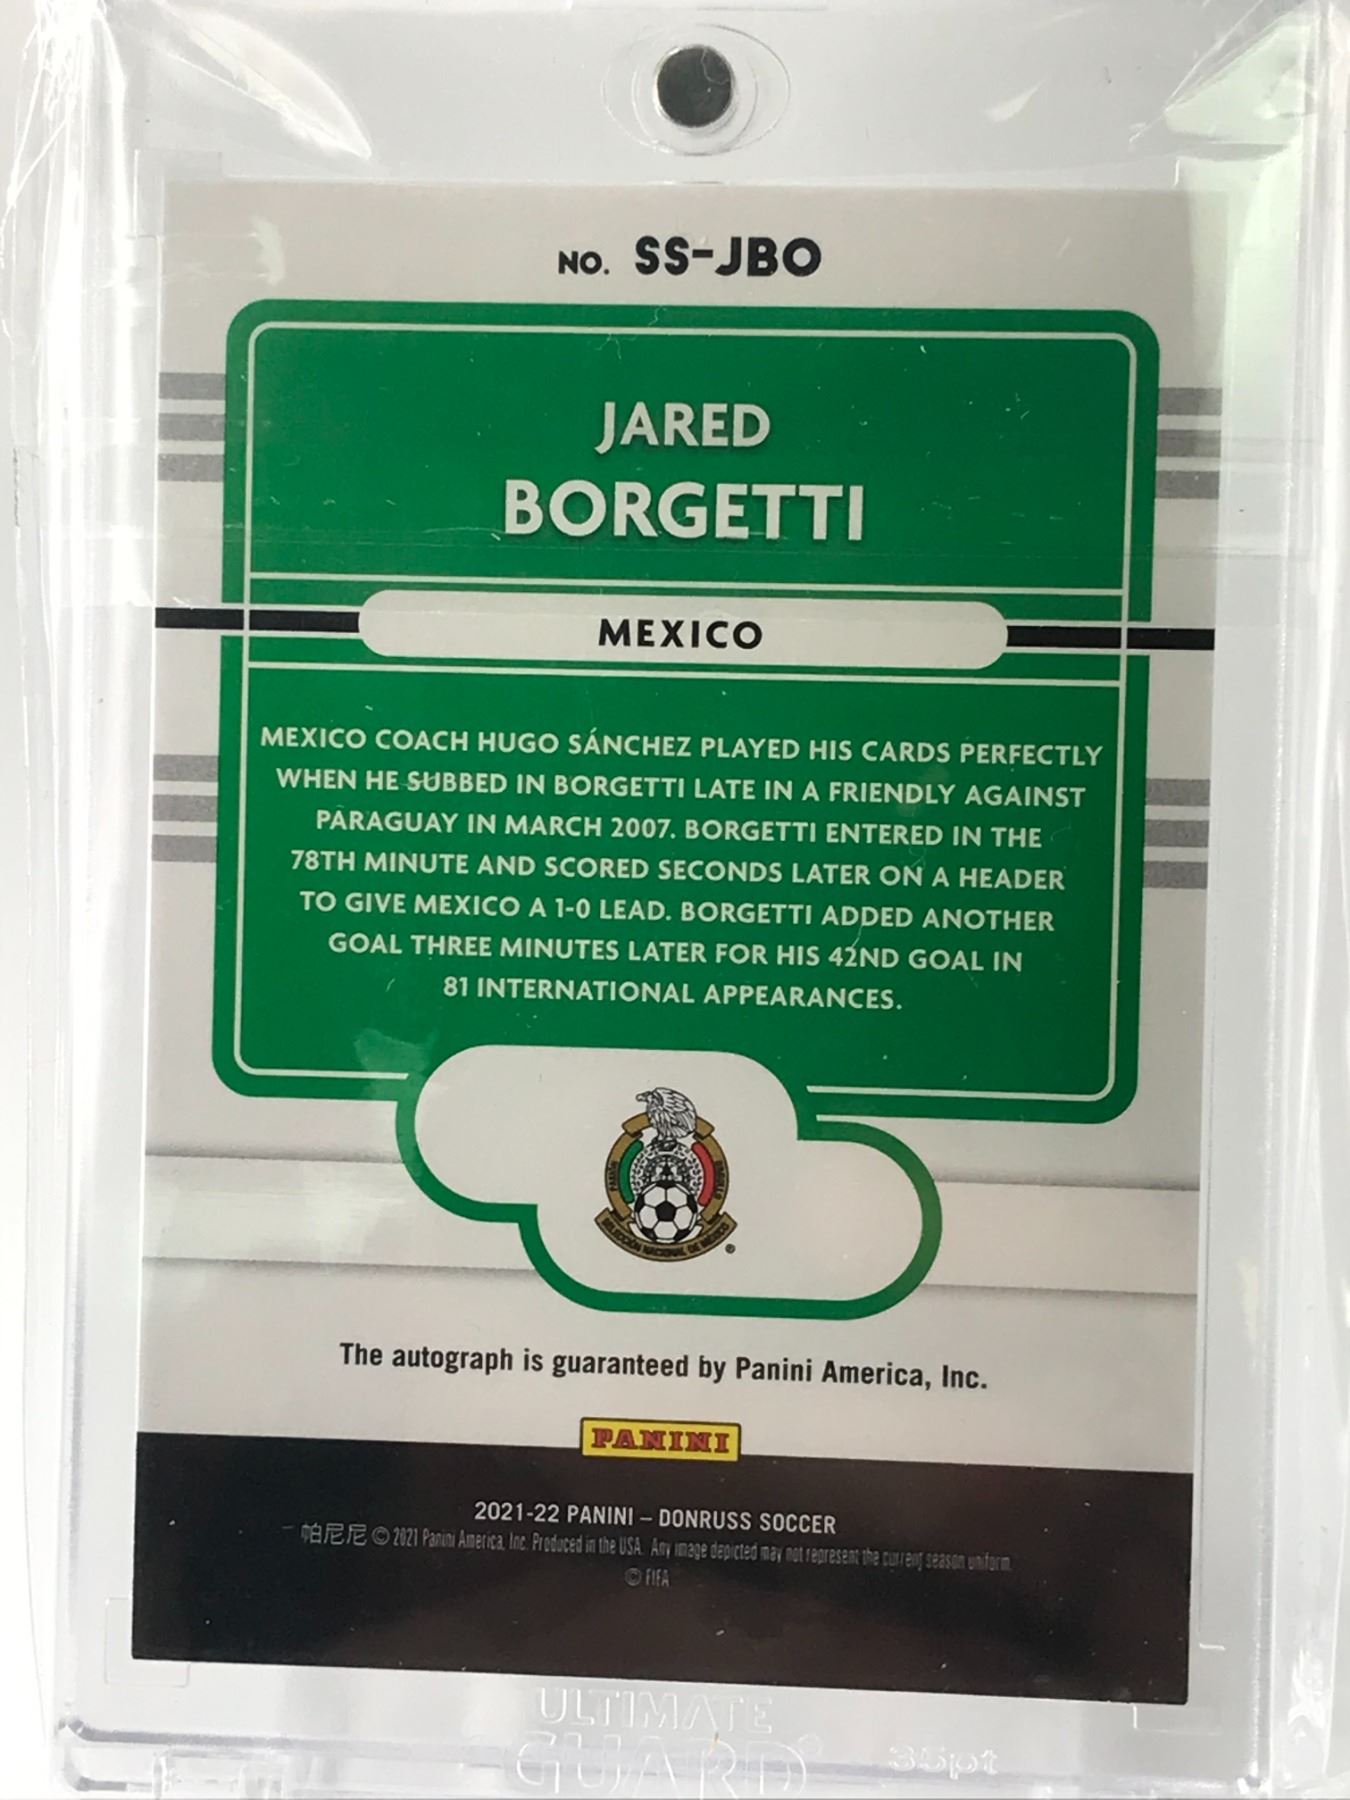 NO. SS-JBO
JARED
BORGETTI
MEXICO
MEXICO COACH HUGO SÁNCHEZ PLAYED HIS CARDS PERFECTLY
WHEN HE SUBBED IN BORGETTI LATE IN A FRIENDLY AGAINST
PARAGUAY IN MARCH 2007. BORGETTI ENTERED IN THE
78TH MINUTE AND SCORED SECONDS LATER ON A HEADER
TO GIVE MEXICO A 1-0 LEAD. BORGETTI ADDED ANOTHER
GOAL THREE MINUTES LATER FOR HIS 42ND GOAL IN
81 INTERNATIONAL APPEARANCES.
SELECCIÓN NACIONAL DE MÉXICO
®
The autograph is guaranteed by Panini America, Inc.
PANINI
2021-22 PANINI – DONRUSS SOCCER
帕尼尼 © 2021 Panini America, Inc. Produced in the USA. Any image depicted may not represent the current season uniform.
© FIFA
ULTIMATE
GUARD® 35pt